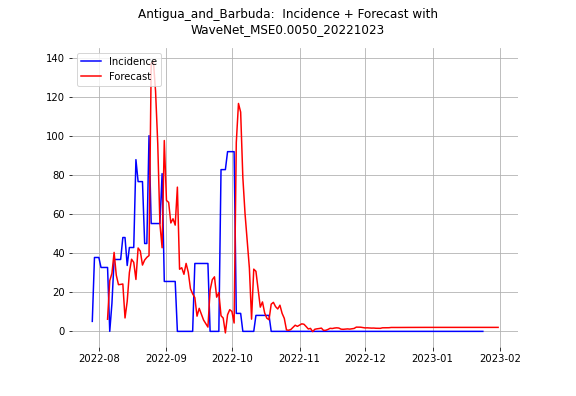 Antigua_and_Barbuda:  Incidence + Forecast with
WaveNet_MSE0.0050_20221023
Incidence
Forecast
140
120
100
80
60
40
20
0
2022-08 2022-09 2022-10 2022-11 2022-12 2023-01 2023-02